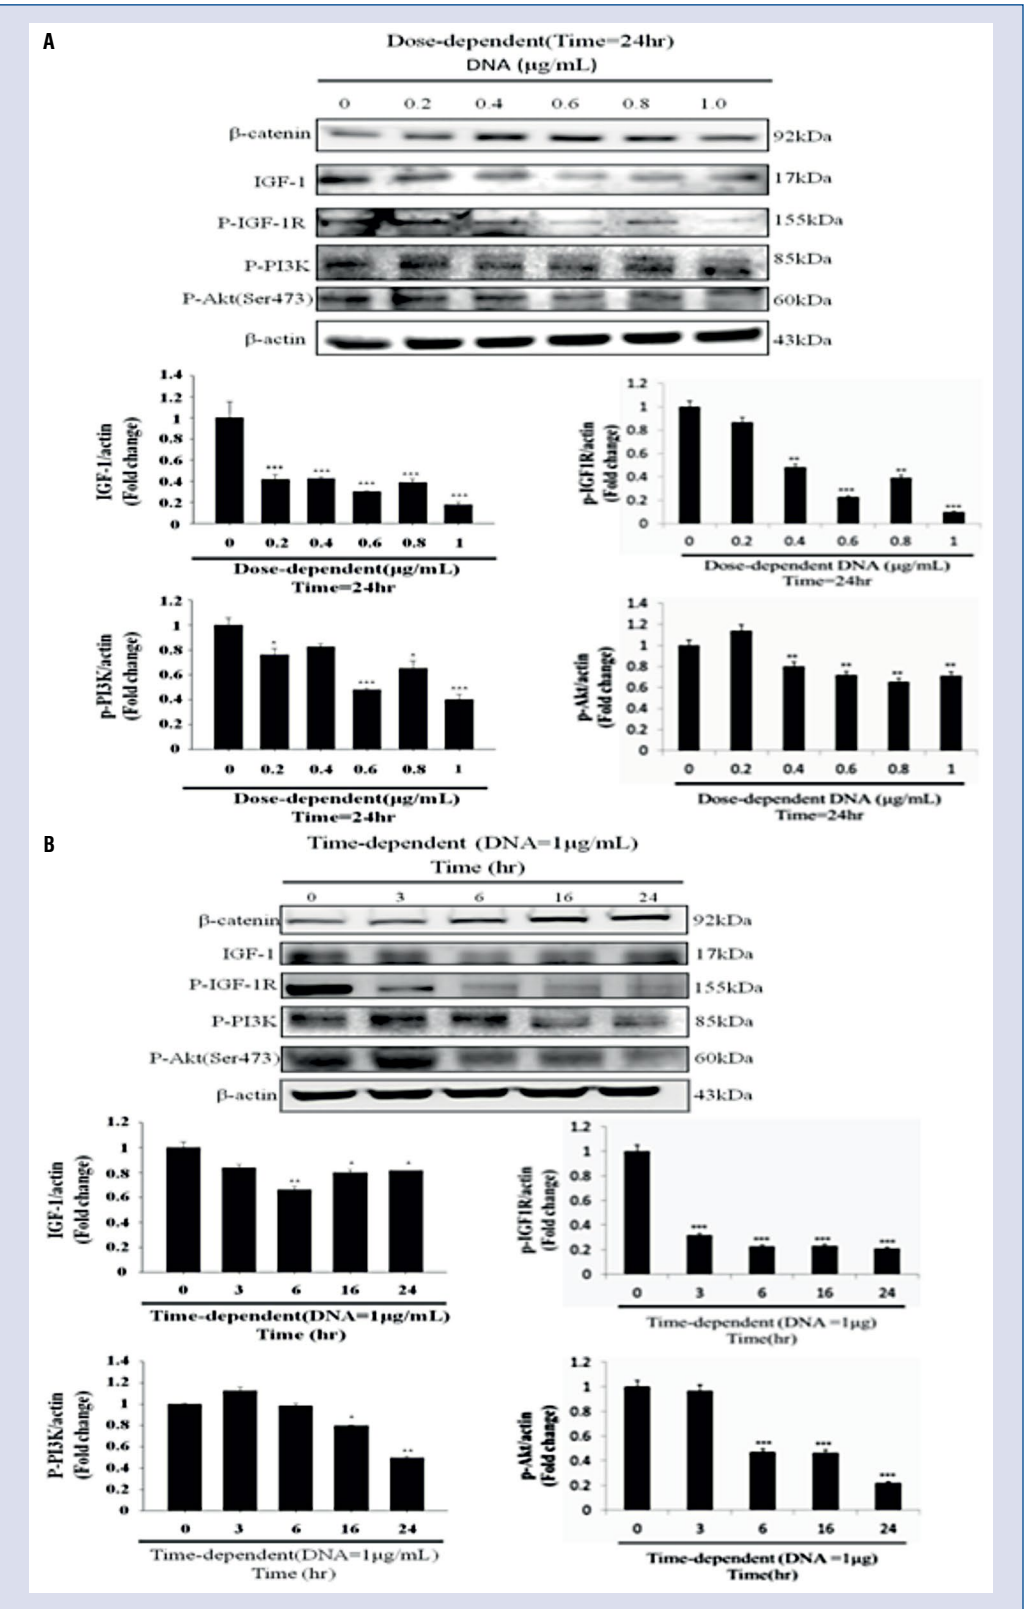 A
Dose-dependent(Time=24hr)
DNA (µg/mL)
0 0.2 0.4 0.6 0.8 1.0
β-catenin 92kDa
IGF-1 17kDa
P-IGF-1R 155kDa
P-PI3K 85kDa
P-Akt(Ser473) 60kDa
β-actin 43kDa
IGF-1/actin
(Fold change)
1.4
1.2
1
0.8
0.6
0.4
0.2
0
*** *** *** *** ***
0 0.2 0.4 0.6 0.8 1
Dose-dependent(µg/mL)
Time=24hr
p-IGF1R/actin
(Fold change)
1.2
1
0.8
0.6
0.4
0.2
0
** *** ** ***
0 0.2 0.4 0.6 0.8 1
Dose-dependent DNA (µg/mL)
Time=24hr
p-PI3K/actin
(Fold change)
1.2
1
0.8
0.6
0.4
0.2
0
* *** * ***
0 0.2 0.4 0.6 0.8 1
Dose-dependent(µg/mL)
Time=24hr
p-Akt/actin
(Fold change)
1.4
1.2
1
0.8
0.6
0.4
0.2
0
** ** ** **
0 0.2 0.4 0.6 0.8 1
Dose-dependent DNA (µg/mL)
Time=24hr
B
Time-dependent (DNA=1µg/mL)
Time (hr)
0 3 6 16 24
β-catenin 92kDa
IGF-1 17kDa
P-IGF-1R 155kDa
P-PI3K 85kDa
P-Akt(Ser473) 60kDa
β-actin 43kDa
IGF-1/actin
(Fold change)
1.2
1
0.8
0.6
0.4
0.2
0
** * *
0 3 6 16 24
Time-dependent(DNA=1µg/mL)
Time (hr)
p-IGF1R/actin
(Fold change)
1.2
1
0.8
0.6
0.4
0.2
0
*** *** *** ***
0 3 6 16 24
Time-dependent (DNA =1µg)
Time(hr)
P-PI3K/actin
(Fold change)
1.4
1.2
1
0.8
0.6
0.4
0.2
0
* **
0 3 6 16 24
Time-dependent(DNA=1µg/mL)
Time (hr)
p-Akt/actin
(Fold change)
1.2
1
0.8
0.6
0.4
0.2
0
*** *** ***
0 3 6 16 24
Time-dependent (DNA =1µg)
Time(hr)